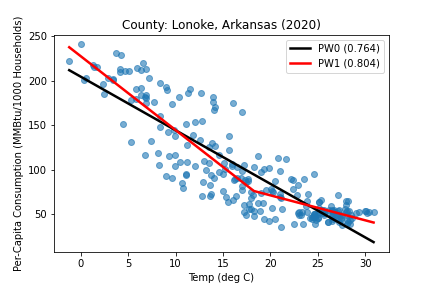 County: Lonoke, Arkansas (2020)
Per-Capita Consumption (MMBtu/1000 Households)
250
200
150
100
50
PW0 (0.764)
PW1 (0.804)
0 5 10 15 20 25 30
Temp (deg C)